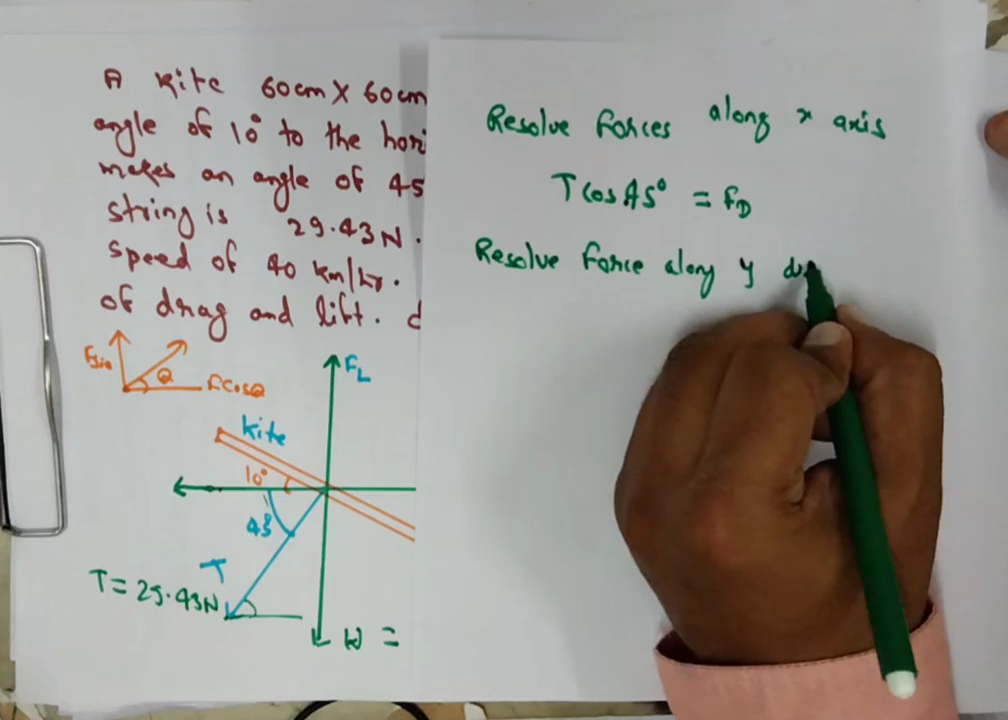 A kite 60cm X 60cm
angle of 10° to the hori
makes an angle of 45
string is 29.43N.
speed of 40 km/hr.
of drag and lift. c
Fsin
θ
Fcosθ
FL
kite
10°
45
T
T = 29.43N
W =
Resolve forces along x axis
T cos 45° = FD
Resolve force along y